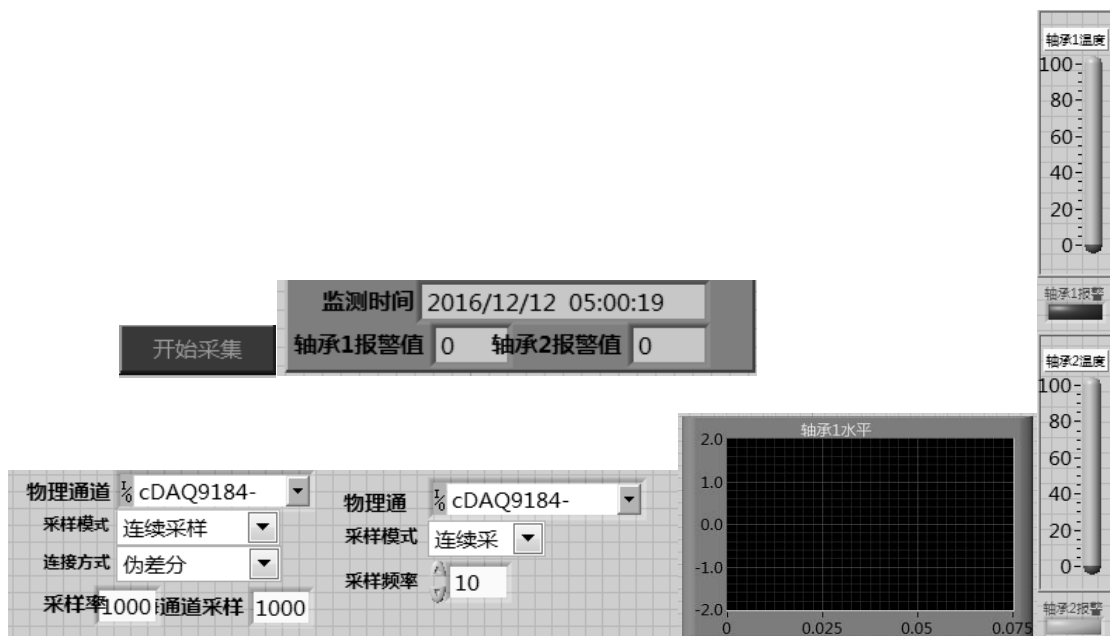 轴承1温度
100
80
60
40
20
0
轴承1报警
监测时间 2016/12/12 05:00:19
轴承1报警值 0 轴承2报警值 0
开始采集
轴承2温度
100
80
60
40
20
0
轴承2报警
轴承1水平
2.0
1.0
0.0
-1.0
-2.0
0 0.025 0.05 0.075
物理通道 I/O cDAQ9184-
采样模式 连续采样
连接方式 伪差分
采样率 1000 通道采样 1000
物理通 I/O cDAQ9184-
采样模式 连续采
采样频率 10